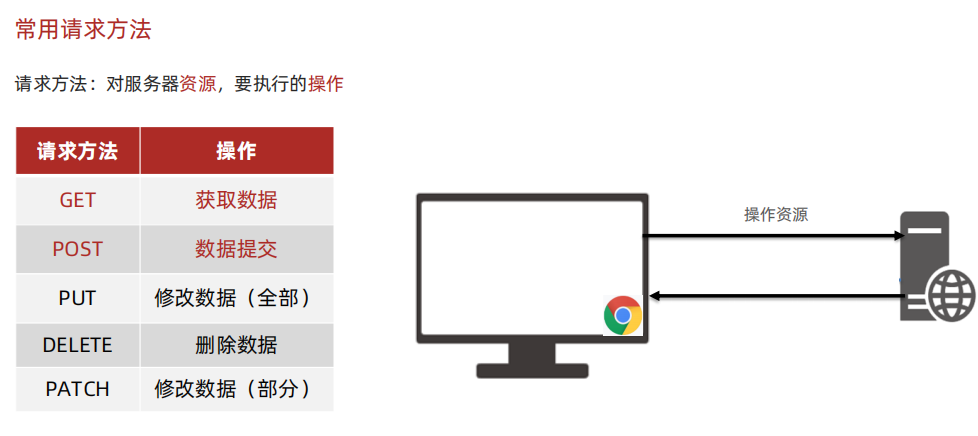 常用请求方法
请求方法：对服务器资源，要执行的操作
请求方法 操作
GET 获取数据
POST 数据提交
PUT 修改数据（全部）
DELETE 删除数据
PATCH 修改数据（部分）
操作资源